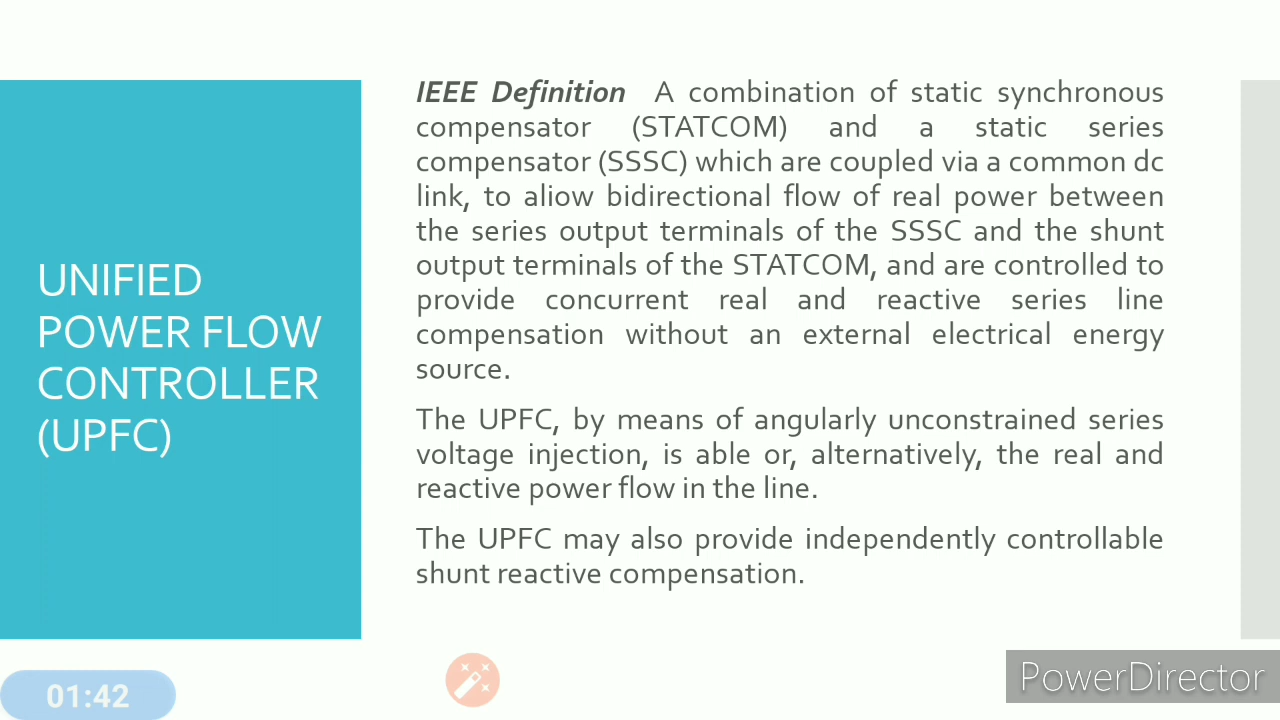 UNIFIED
POWER FLOW
CONTROLLER
(UPFC)
IEEE Definition A combination of static synchronous
compensator (STATCOM) and a static series
compensator (SSSC) which are coupled via a common dc
link, to aliow bidirectional flow of real power between
the series output terminals of the SSSC and the shunt
output terminals of the STATCOM, and are controlled to
provide concurrent real and reactive series line
compensation without an external electrical energy
source.
The UPFC, by means of angularly unconstrained series
voltage injection, is able or, alternatively, the real and
reactive power flow in the line.
The UPFC may also provide independently controllable
shunt reactive compensation.
01:42
PowerDirector